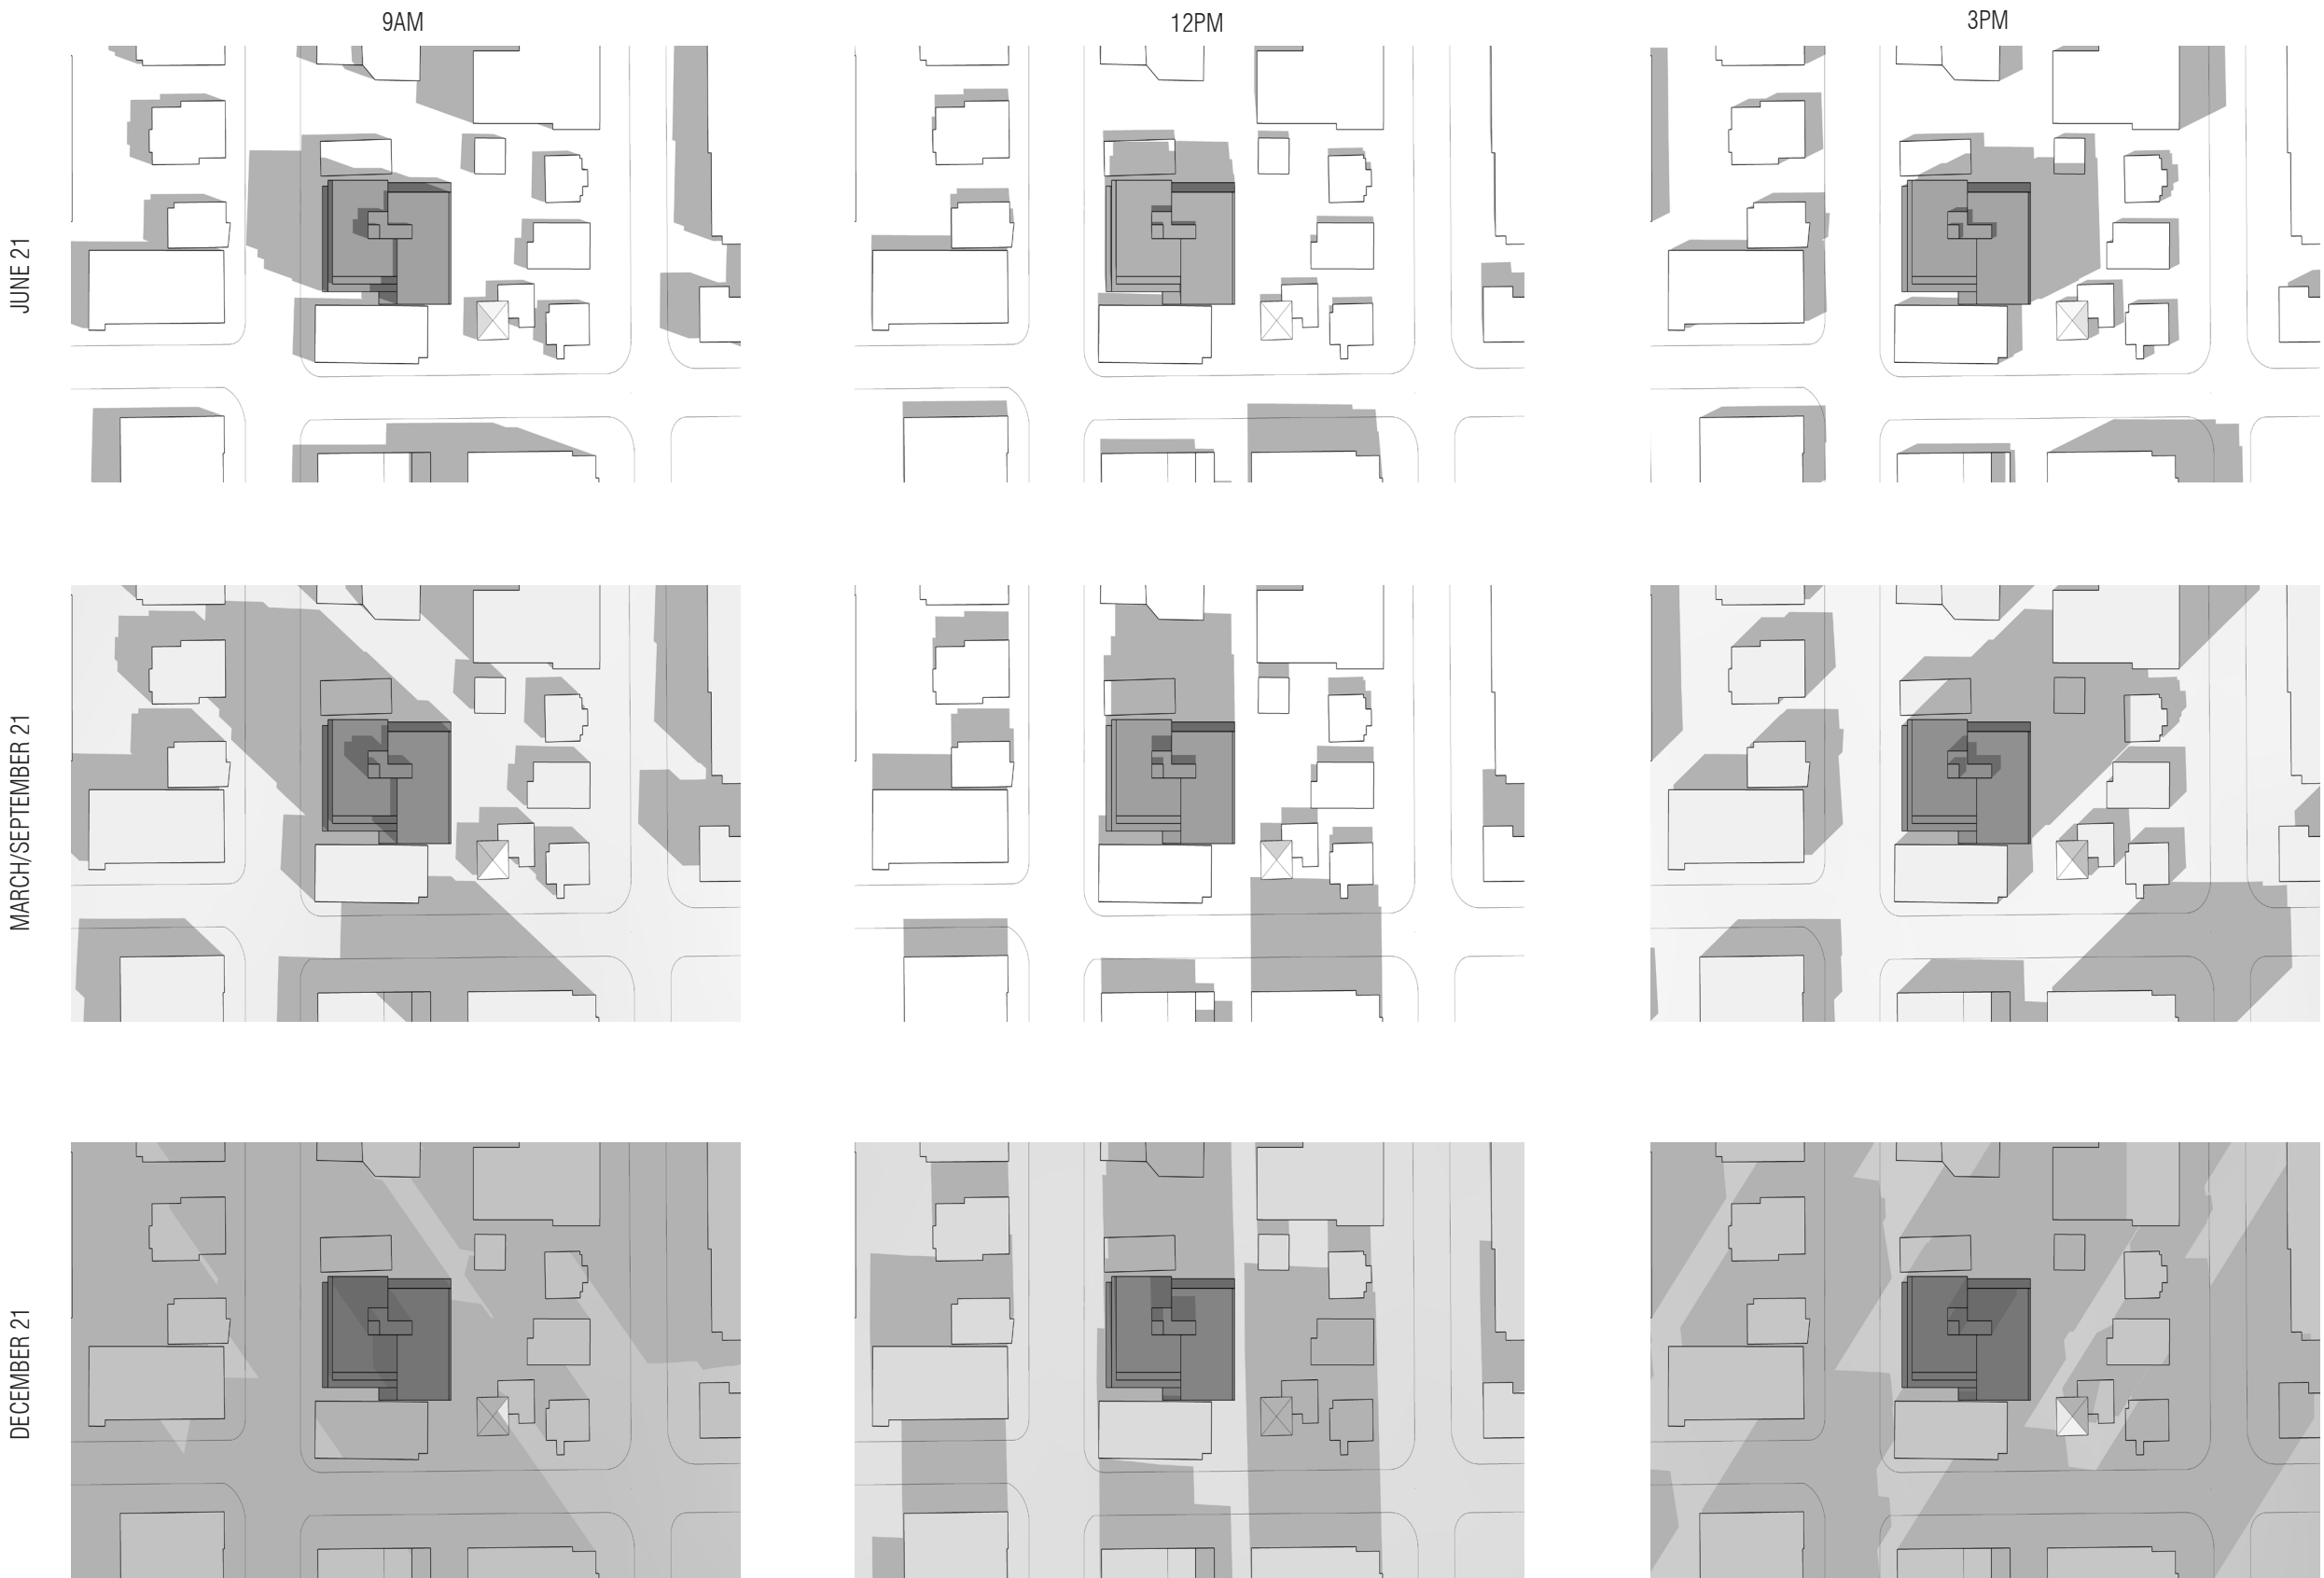 9AM
12PM
3PM
JUNE 21
MARCH/SEPTEMBER 21
DECEMBER 21